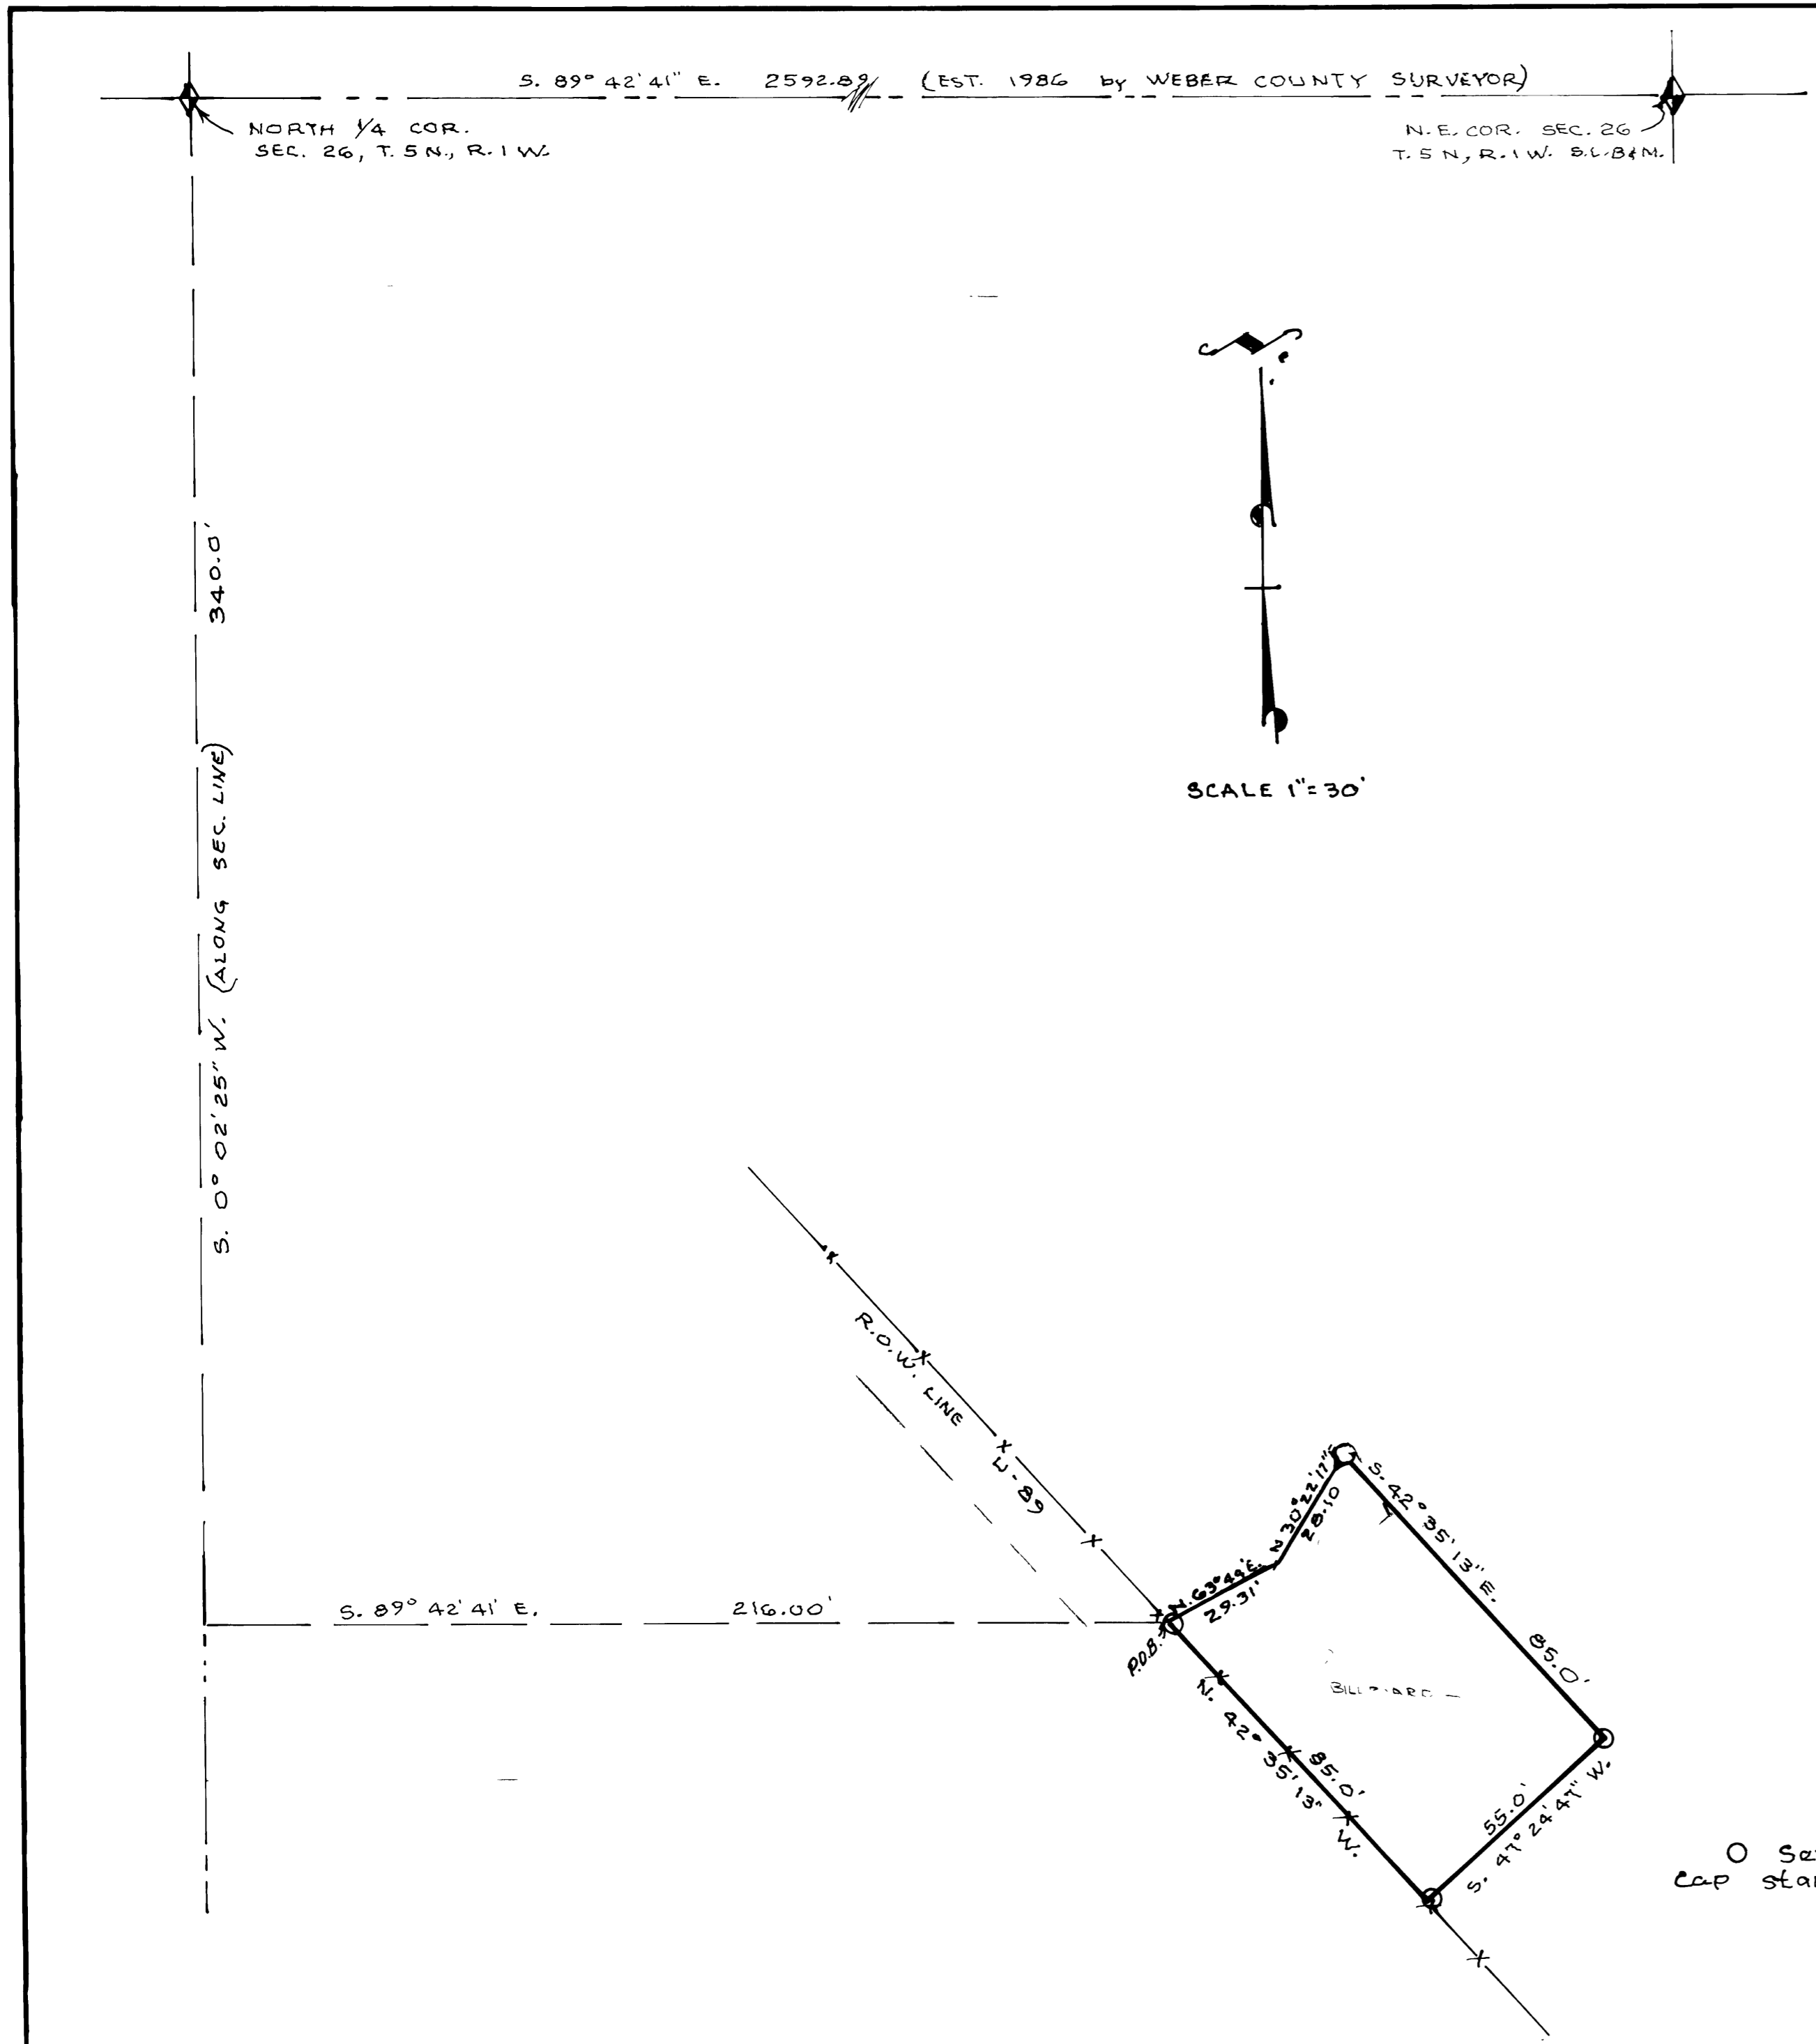 S. 89° 42' 41" E. 2592.89 (EST. 1986 by WEBER COUNTY SURVEYOR)
NORTH 1/4 COR.
SEC. 26, T. 5 N., R. 1 W.
N.E. COR. SEC. 26
T. 5 N, R. 1 W. S.L.B&M.
S. 0° 02' 25" W. (ALONG SEC. LINE) 340.0'
SCALE 1"=30'
R.O.W. LINE
U-89
S. 89° 42' 41' E. 216.00'
P.O.B.
N. 63° 49' E.
29.31'
N 30° 22' 17"
28.10
S. 42° 35' 13" E. 85.0'
N. 42° 35' 13" W.
85.0'
55.0'
S. 47° 24' 47" W.
O
Cap